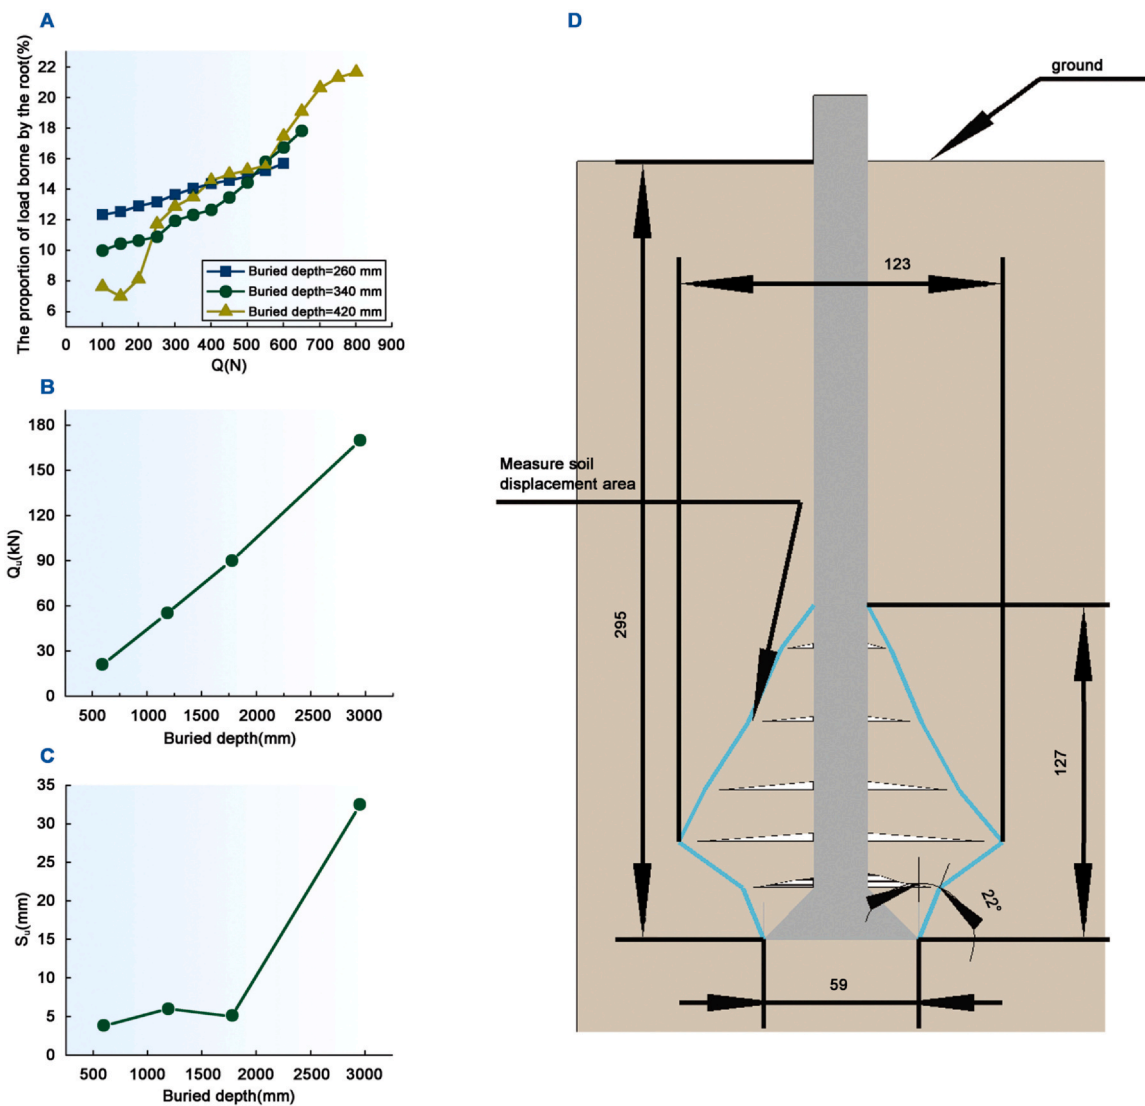 A
The proportion of load borne by the root(%)
22
20
18
16
14
12
10
8
6
Buried depth=260 mm
Buried depth=340 mm
Buried depth=420 mm
0 100 200 300 400 500 600 700 800 900
Q(N)
B
Qu(kN)
180
150
120
90
60
30
0
500 1000 1500 2000 2500 3000
Buried depth(mm)
C
Su(mm)
35
30
25
20
15
10
5
0
500 1000 1500 2000 2500 3000
Buried depth(mm)
D
ground
123
Measure soil
displacement area
295
127
22°
59